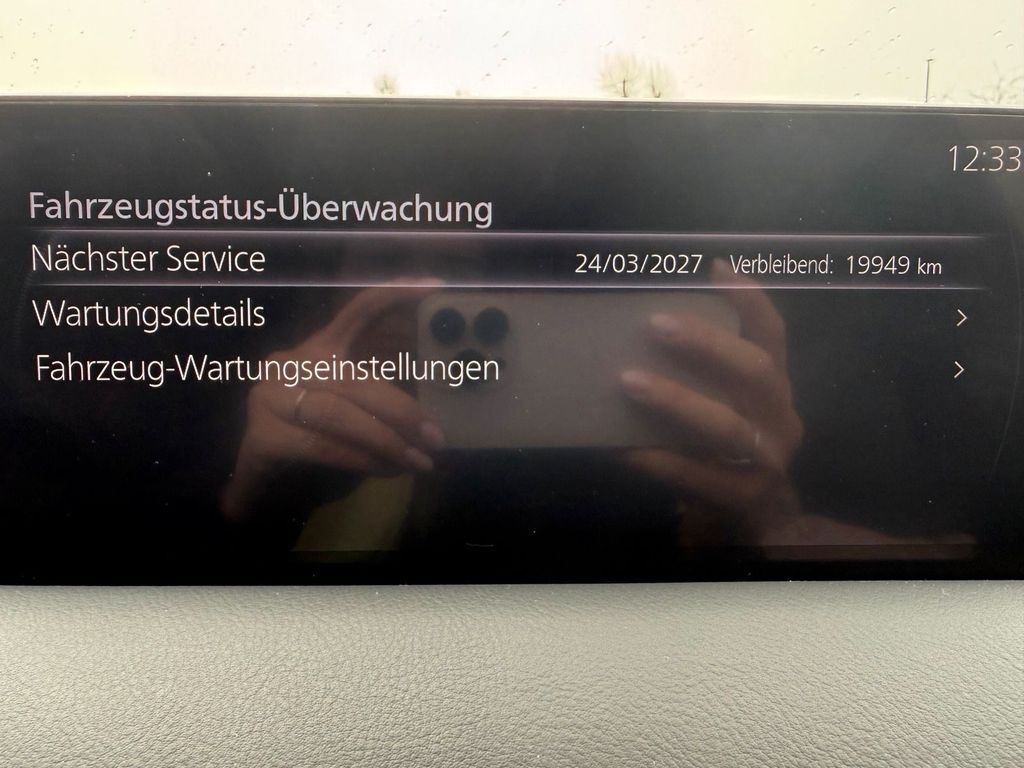 12:33
Fahrzeugstatus-Überwachung
Nächster Service 24/03/2027 Verbleibend: 19949 km
Wartungsdetails
Fahrzeug-Wartungseinstellungen